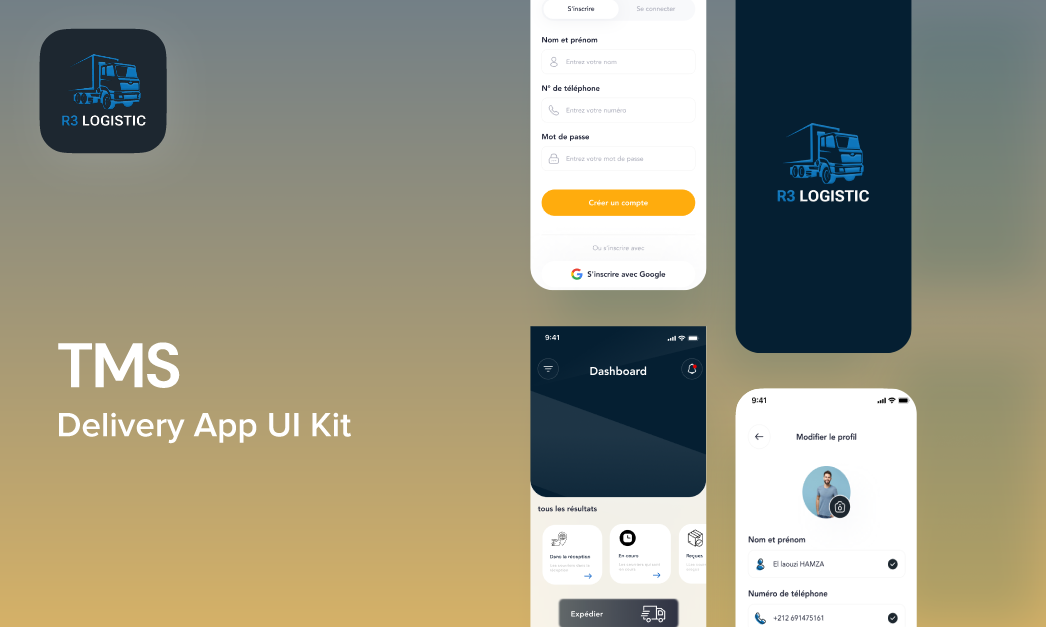 R3 LOGISTIC
TMS
Delivery App UI Kit
S'inscrire
Se connecter
Nom et prénom
Entrez votre nom
N° de téléphone
Entrez votre numéro
Mot de passe
Entrez votre mot de passe
Créer un compte
Ou s'inscrire avec
S'inscrire avec Google
R3 LOGISTIC
9:41
Dashboard
tous les résultats
Dans la réception
En cours
Reçues
Expédier
9:41
Modifier le profil
Nom et prénom
El laouzi HAMZA
Numéro de téléphone
+212 691475161